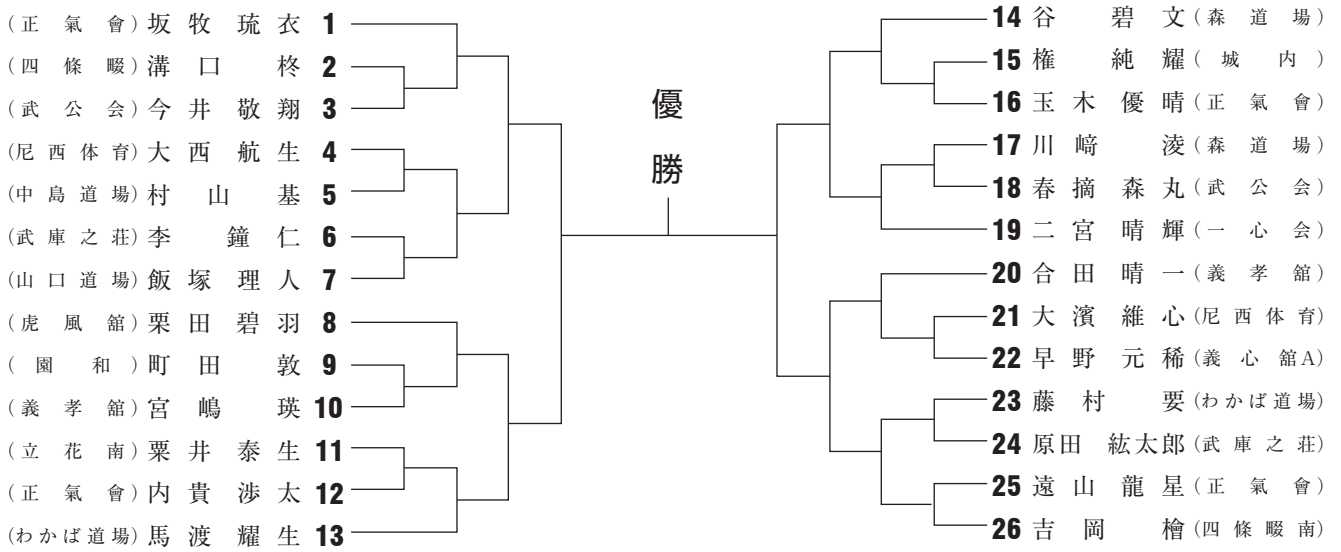 (正氣會) 坂牧琉衣 1
(四條畷) 溝口柊 2
(武公会) 今井敬翔 3
(尼西体育) 大西航生 4
(中島道場) 村山基 5
(武庫之荘) 李鐘仁 6
(山口道場) 飯塚理人 7
(虎風舘) 栗田碧羽 8
(園和) 町田敦 9
(義孝舘) 宮嶋瑛 10
(立花南) 粟井泰生 11
(正氣會) 内貴渉太 12
(わかば道場) 馬渡耀生 13
優勝
14 谷碧文 (森道場)
15 権純耀 (城内)
16 玉木優晴 (正氣會)
17 川﨑淩 (森道場)
18 春摘森丸 (武公会)
19 二宮晴輝 (一心会)
20 合田晴一 (義孝舘)
21 大濱維心 (尼西体育)
22 早野元稀 (義心舘A)
23 藤村要 (わかば道場)
24 原田紘太郎 (武庫之荘)
25 遠山龍星 (正氣會)
26 吉岡檜 (四條畷南)